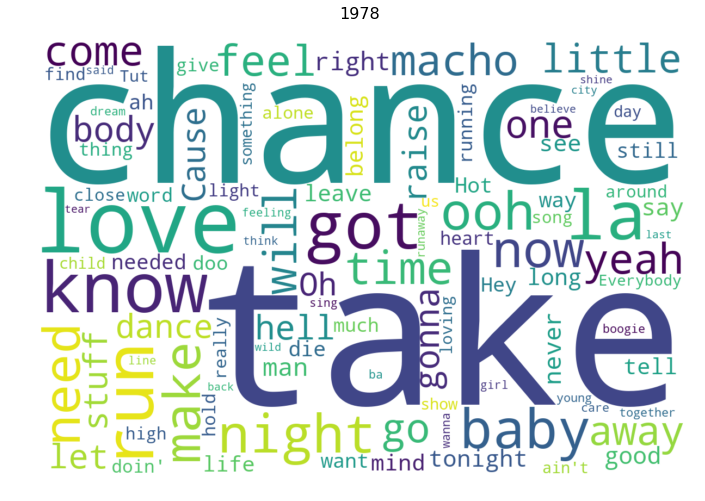 1978
come
find
said
Tut
give
feel
right
macho
little
chance
ah
body
thing
dream
Cause
something
alone
belong
raise
running
shine
city
believe
one
day
see
still
close
word
light
leave
us
Hot
way
around
tear
love
feeling
will
got
ooh
song
la
say
think
heart
runaway
last
child
needed
doo
time
now
yeah
know
Oh
take
Hey
long
Everybody
sing
need
stuff
run
line
dance
make
really
hell
much
gonna
loving
never
boogie
wild
die
man
ba
back
girl
tell
hold
high
night
show
go
wanna
baby
young
care
together
away
let
doin'
life
want
mind
tonight
ain't
good